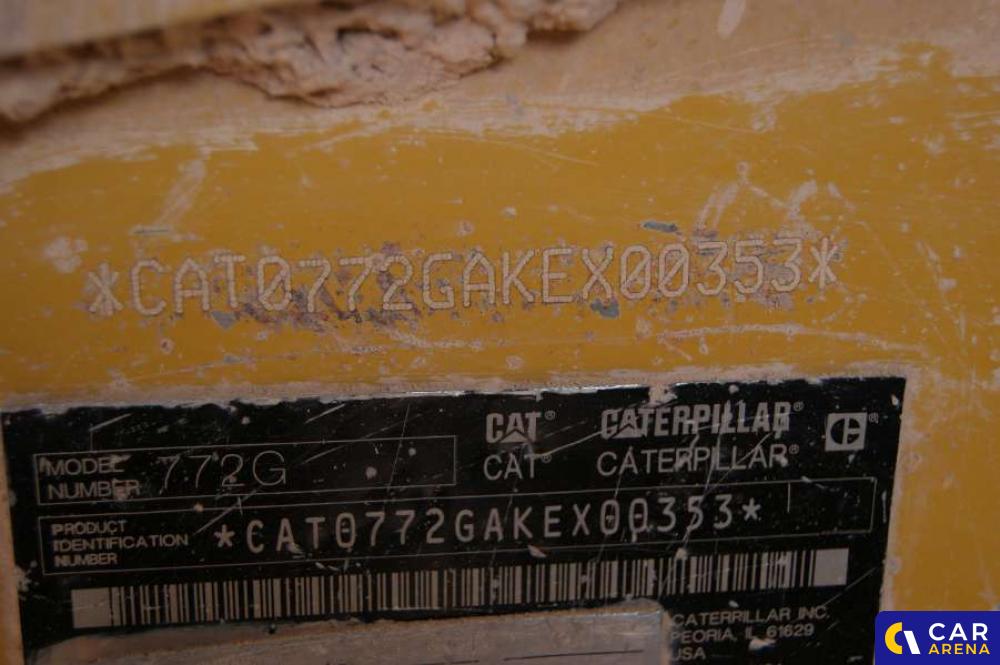 *CAT0772GAKEX00353*
CAT® CATERPILLAR® ®
CAT® CATERPILLAR®
MODEL NUMBER 772G
PRODUCT IDENTIFICATION NUMBER *CAT0772GAKEX00353*
CATERPILLAR INC.
PEORIA, IL 61629
USA
CAR
ARENA